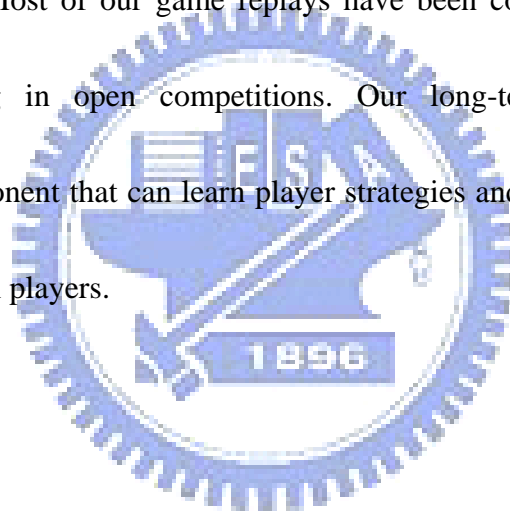 Most of our game replays have been co
g in open competitions. Our long-te
onent that can learn player strategies and
players.
E S A
1896